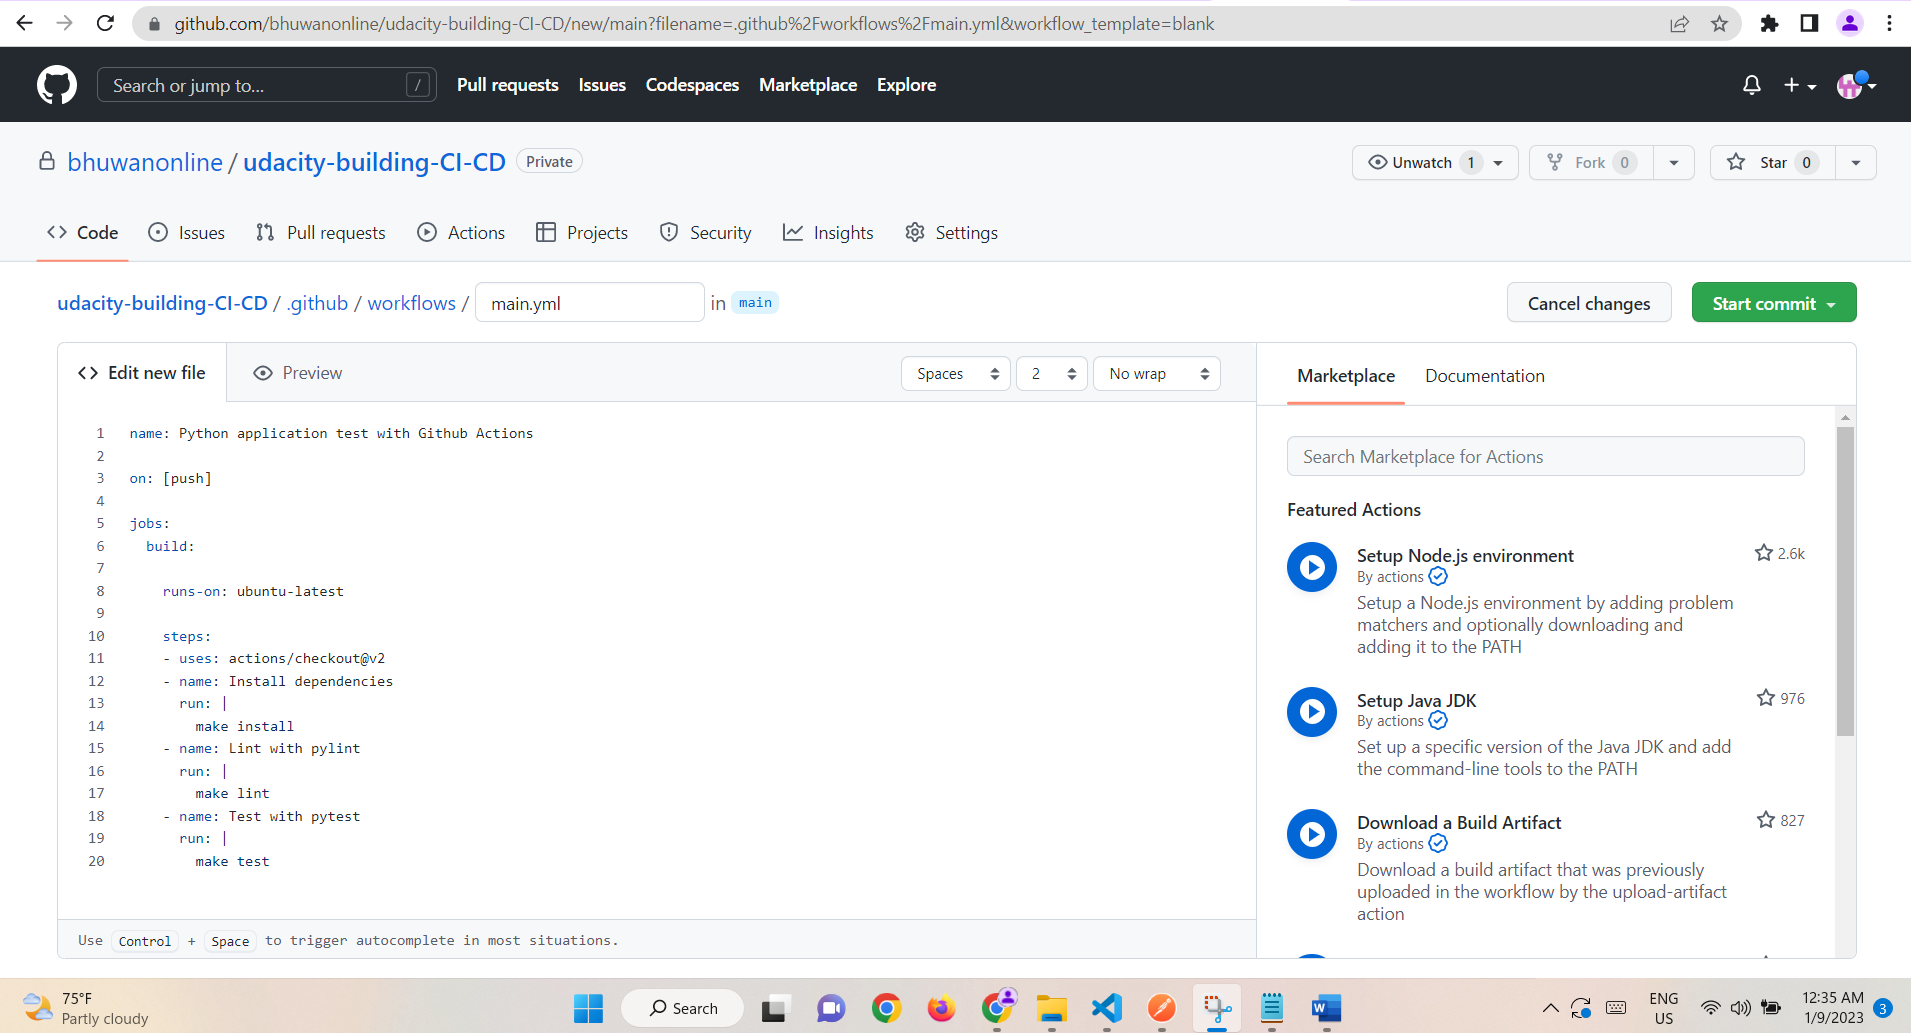 github.com/bhuwanonline/udacity-building-CI-CD/new/main?filename=.github%2Fworkflows%2Fmain.yml&workflow_template=blank
Search or jump to... /
Pull requests Issues Codespaces Marketplace Explore
bhuwanonline / udacity-building-CI-CD Private
Unwatch 1 Fork 0 Star 0
Code Issues Pull requests Actions Projects Security Insights Settings
udacity-building-CI-CD / .github / workflows / main.yml in main
Cancel changes Start commit
Edit new file Preview Spaces 2 No wrap
1 name: Python application test with Github Actions
2
3 on: [push]
4
5 jobs:
6 build:
7
8 runs-on: ubuntu-latest
9
10 steps:
11 - uses: actions/checkout@v2
12 - name: Install dependencies
13 run: |
14 make install
15 - name: Lint with pylint
16 run: |
17 make lint
18 - name: Test with pytest
19 run: |
20 make test
Use Control + Space to trigger autocomplete in most situations.
Marketplace Documentation
Search Marketplace for Actions
Featured Actions
Setup Node.js environment 2.6k
By actions
Setup a Node.js environment by adding problem
matchers and optionally downloading and
adding it to the PATH
Setup Java JDK 976
By actions
Set up a specific version of the Java JDK and add
the command-line tools to the PATH
Download a Build Artifact 827
By actions
Download a build artifact that was previously
uploaded in the workflow by the upload-artifact
action
75°F
Partly cloudy
Search
ENG
US
12:35 AM
1/9/2023
3